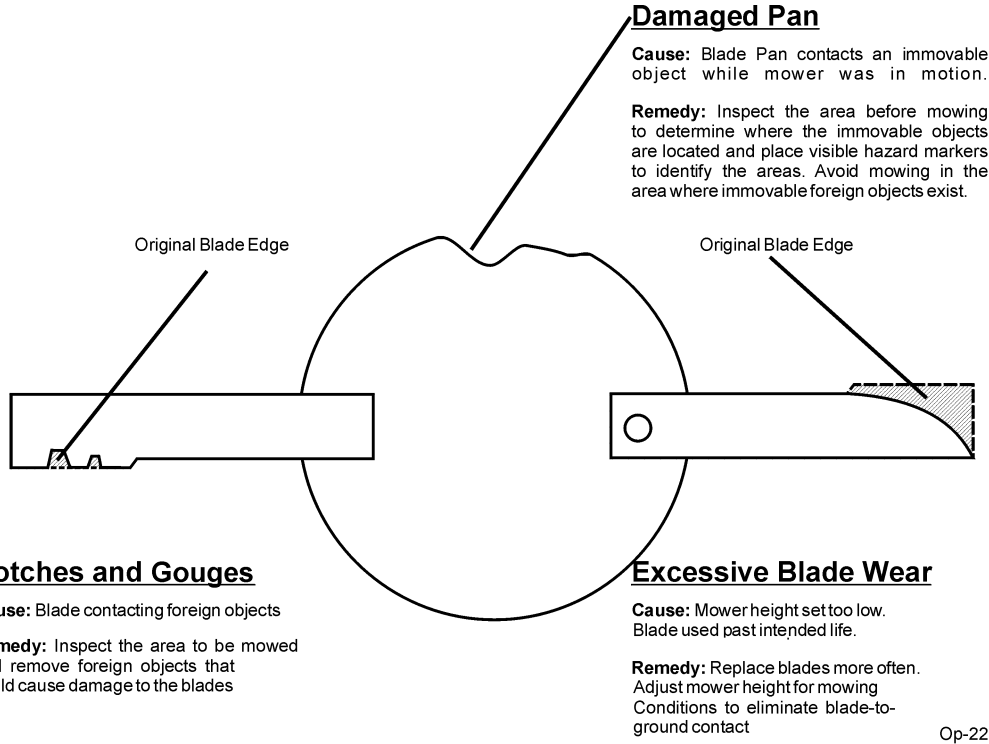 Damaged Pan
Cause: Blade Pan contacts an immovable
object while mower was in motion.
Remedy: Inspect the area before mowing
to determine where the immovable objects
are located and place visible hazard markers
to identify the areas. Avoid mowing in the
area where immovable foreign objects exist.
Original Blade Edge
Original Blade Edge
otches and Gouges
use: Blade contacting foreign objects
medy: Inspect the area to be mowed
remove foreign objects that
ld cause damage to the blades
Excessive Blade Wear
Cause: Mower height set too low.
Blade used past intended life.
Remedy: Replace blades more often.
Adjust mower height for mowing
Conditions to eliminate blade-to-
ground contact
Op-22